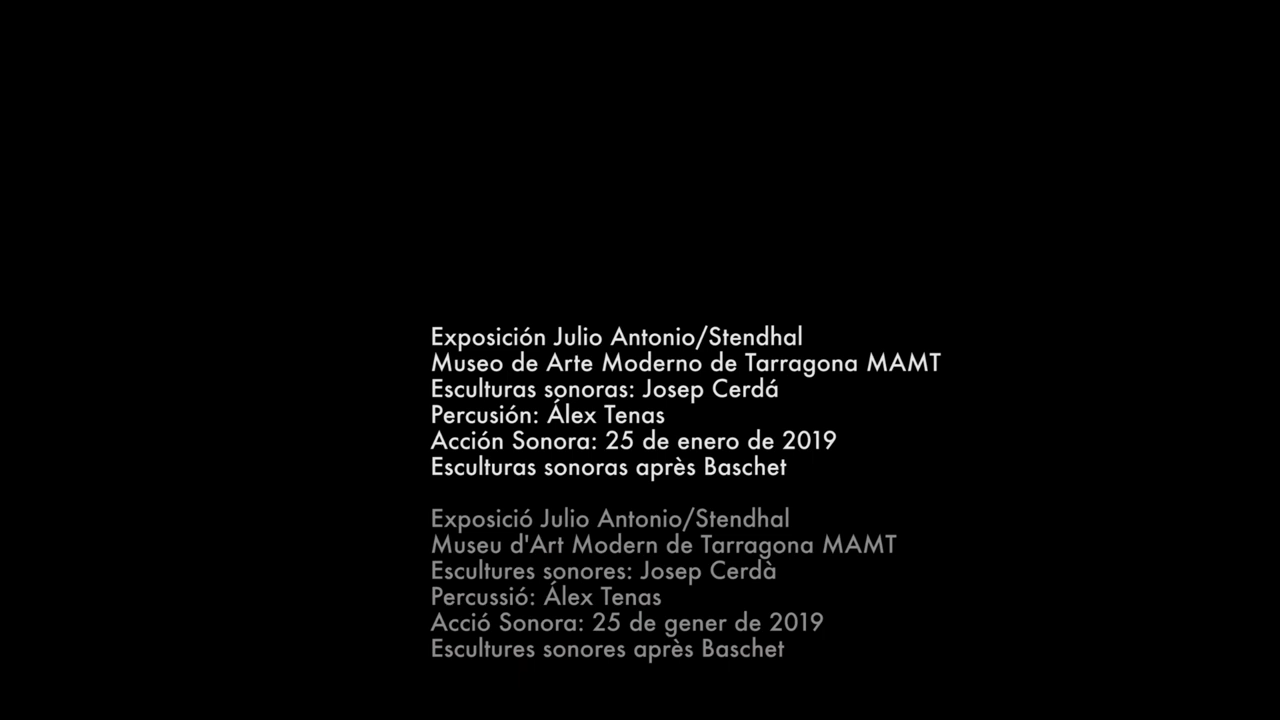 Exposición Julio Antonio/Stendhal
Museo de Arte Moderno de Tarragona MAMT
Esculturas sonoras: Josep Cerdá
Percusión: Álex Tenas
Acción Sonora: 25 de enero de 2019
Esculturas sonoras après Baschet
Exposició Julio Antonio/Stendhal
Museu d'Art Modern de Tarragona MAMT
Escultures sonores: Josep Cerdà
Percussió: Álex Tenas
Acció Sonora: 25 de gener de 2019
Escultures sonores après Baschet